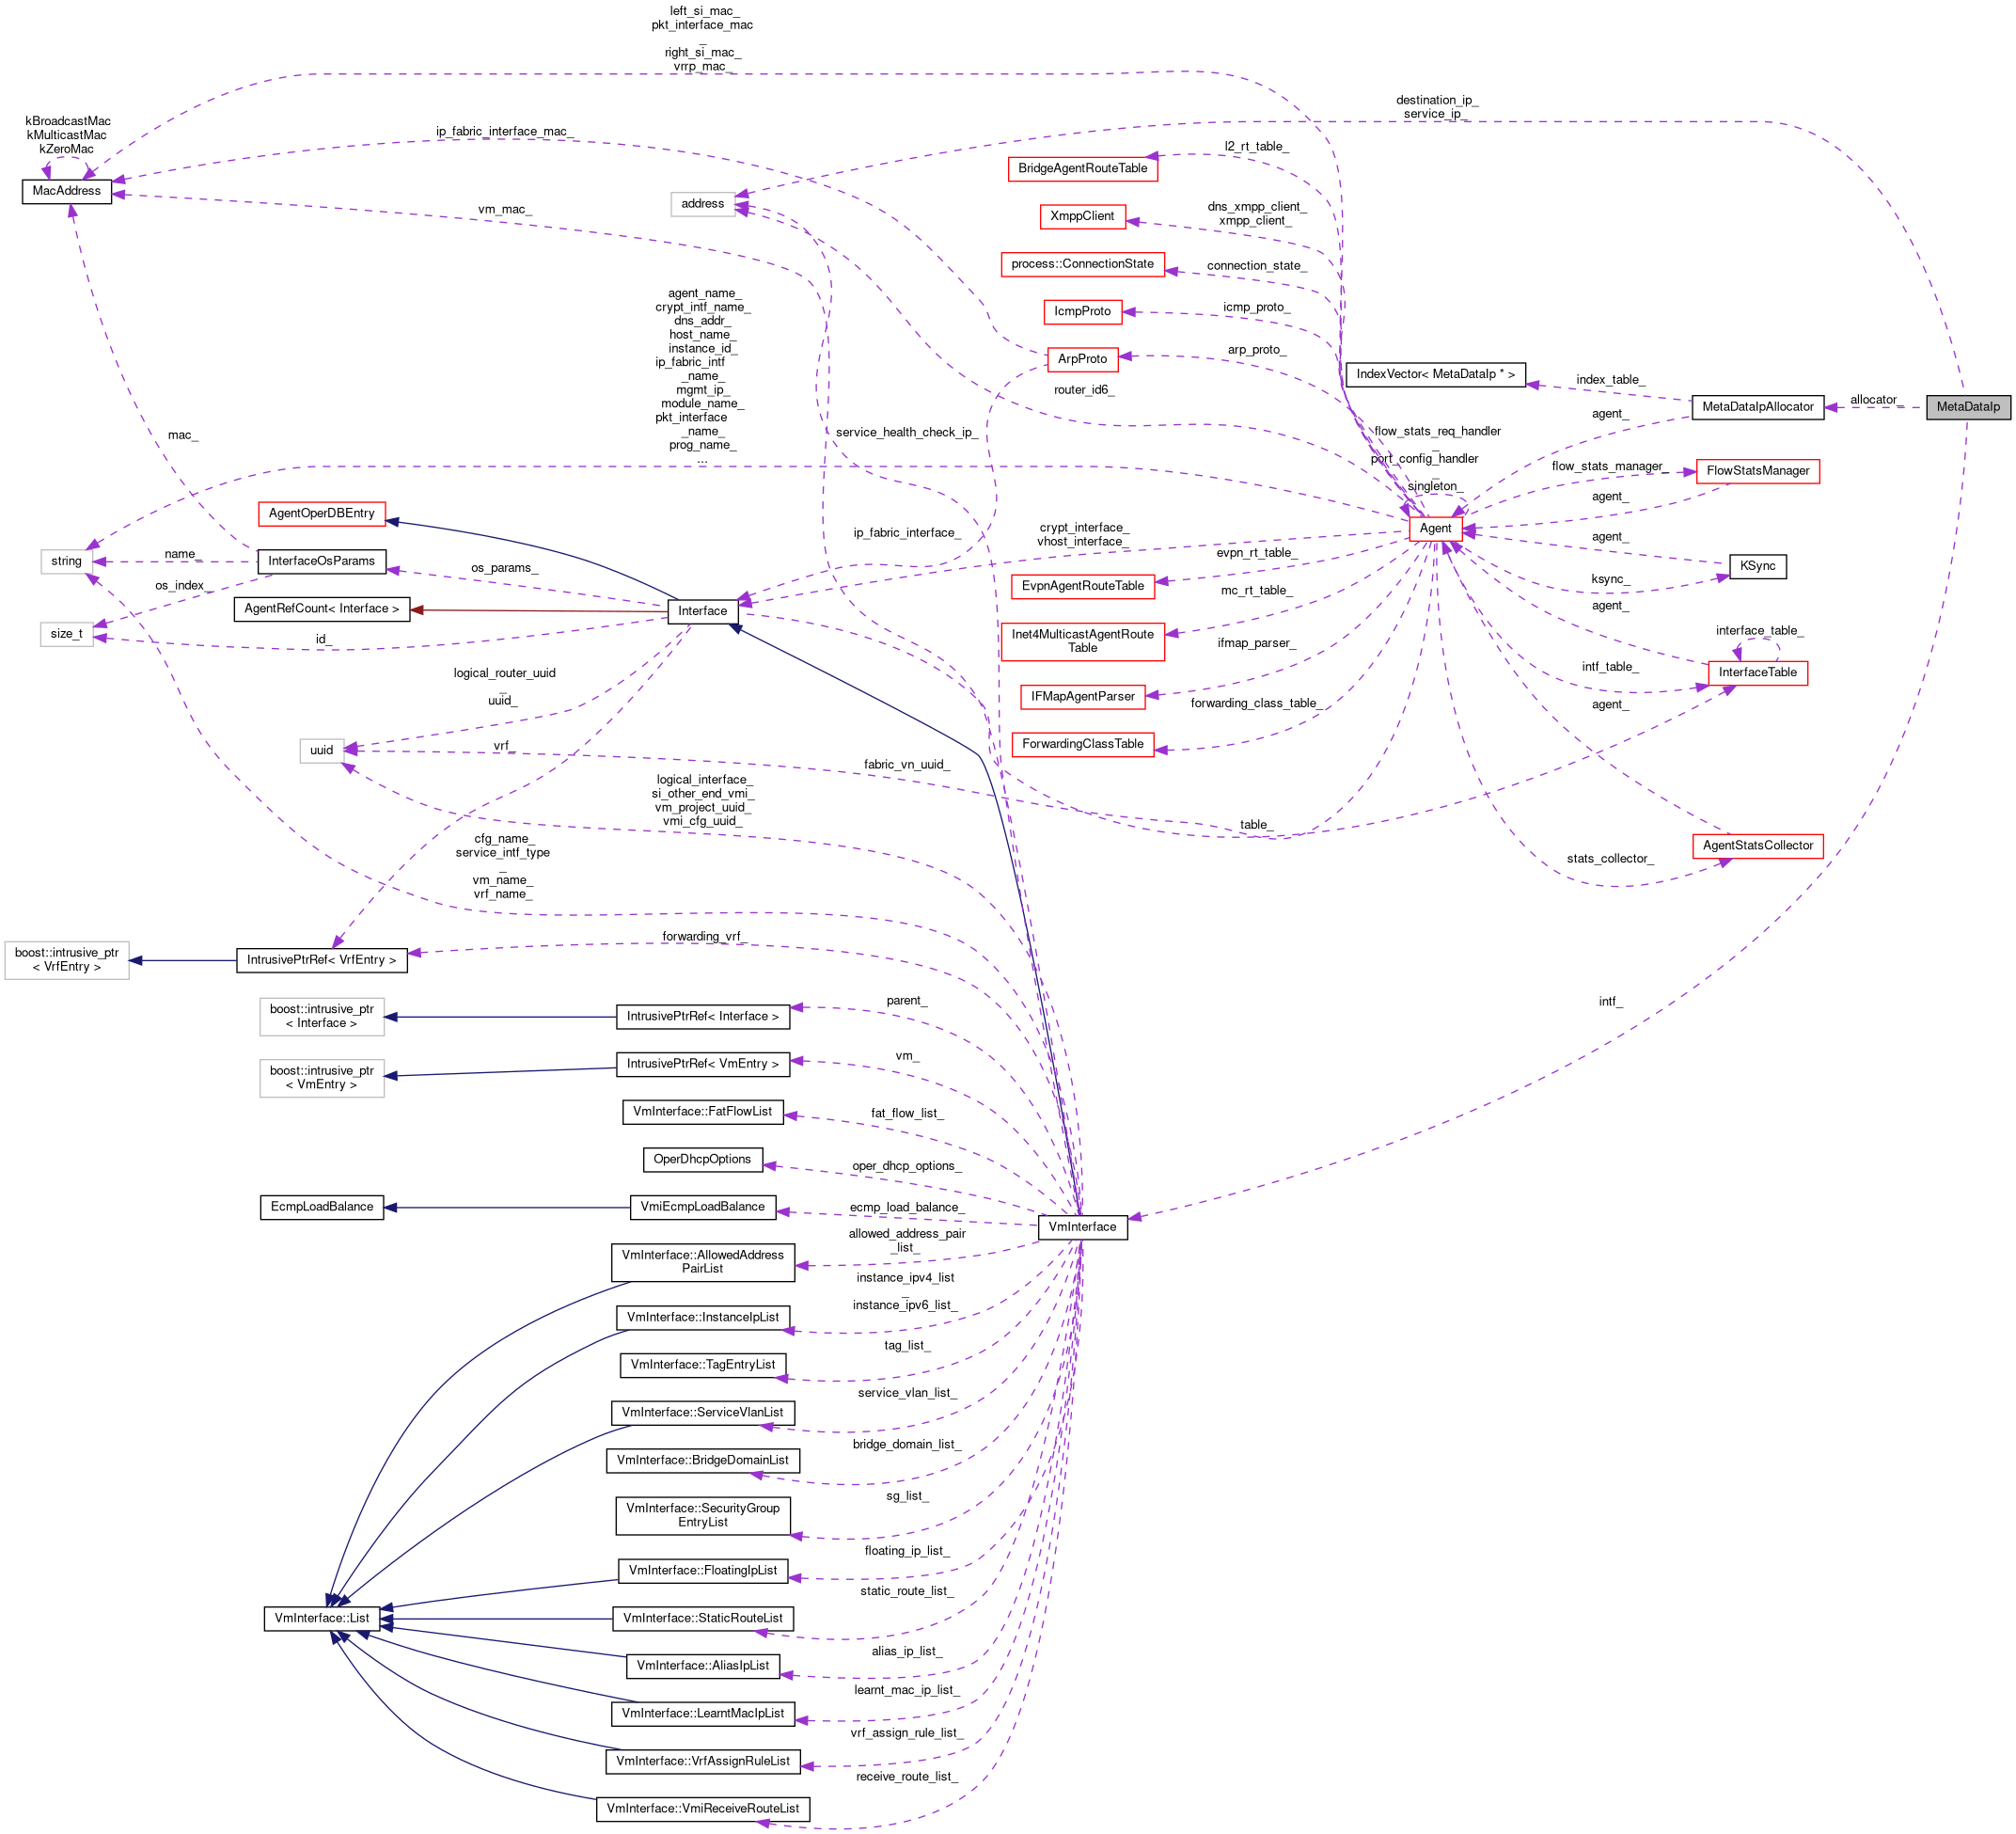 left_si_mac_
pkt_interface_mac
_
right_si_mac_
vrrp_mac_
destination_ip_
service_ip_
kBroadcastMac
kMulticastMac
kZeroMac
ip_fabric_interface_mac_
l2_rt_table_
BridgeAgentRouteTable
MacAddress
address
vm_mac_
dns_xmpp_client_
xmpp_client_
XmppClient
process::ConnectionState
connection_state_
agent_name_
crypt_intf_name_
dns_addr_
host_name_
instance_id_
ip_fabric_intf
_name_
mgmt_ip_
module_name_
pkt_interface
_name_
prog_name_
...
IcmpProto
icmp_proto_
ArpProto
arp_proto_
router_id6_
IndexVector< MetaDataIp * >
index_table_
MetaDataIpAllocator
allocator_
MetaDataIp
agent_
mac_
service_health_check_ip_
flow_stats_req_handler
_
port_config_handler
_
singleton_
flow_stats_manager_
FlowStatsManager
agent_
AgentOperDBEntry
crypt_interface_
vhost_interface_
ip_fabric_interface_
Agent
agent_
string
name_
InterfaceOsParams
os_params_
evpn_rt_table_
EvpnAgentRouteTable
KSync
ksync_
os_index_
AgentRefCount< Interface >
Interface
mc_rt_table_
agent_
size_t
id_
Inet4MulticastAgentRoute
Table
ifmap_parser_
interface_table_
InterfaceTable
intf_table_
logical_router_uuid
_
uuid_
IFMapAgentParser
forwarding_class_table_
agent_
uuid
vrf_
ForwardingClassTable
fabric_vn_uuid_
logical_interface_
si_other_end_vmi_
vm_project_uuid_
vmi_cfg_uuid_
table_
cfg_name_
service_intf_type
_
vm_name_
vrf_name_
AgentStatsCollector
stats_collector_
forwarding_vrf_
boost::intrusive_ptr
< VrfEntry >
IntrusivePtrRef< VrfEntry >
parent_
intf_
boost::intrusive_ptr
< Interface >
IntrusivePtrRef< Interface >
vm_
boost::intrusive_ptr
< VmEntry >
IntrusivePtrRef< VmEntry >
VmInterface::FatFlowList
fat_flow_list_
OperDhcpOptions
oper_dhcp_options_
EcmpLoadBalance
VmiEcmpLoadBalance
ecmp_load_balance_
VmInterface
allowed_address_pair
_list_
VmInterface::AllowedAddress
PairList
instance_ipv4_list
_
instance_ipv6_list_
VmInterface::InstanceIpList
tag_list_
VmInterface::TagEntryList
service_vlan_list_
VmInterface::ServiceVlanList
bridge_domain_list_
VmInterface::BridgeDomainList
sg_list_
VmInterface::SecurityGroup
EntryList
floating_ip_list_
VmInterface::FloatingIpList
static_route_list_
VmInterface::List
VmInterface::StaticRouteList
alias_ip_list_
VmInterface::AliasIpList
learnt_mac_ip_list_
VmInterface::LearntMacIpList
vrf_assign_rule_list_
VmInterface::VrfAssignRuleList
receive_route_list_
VmInterface::VmiReceiveRouteList